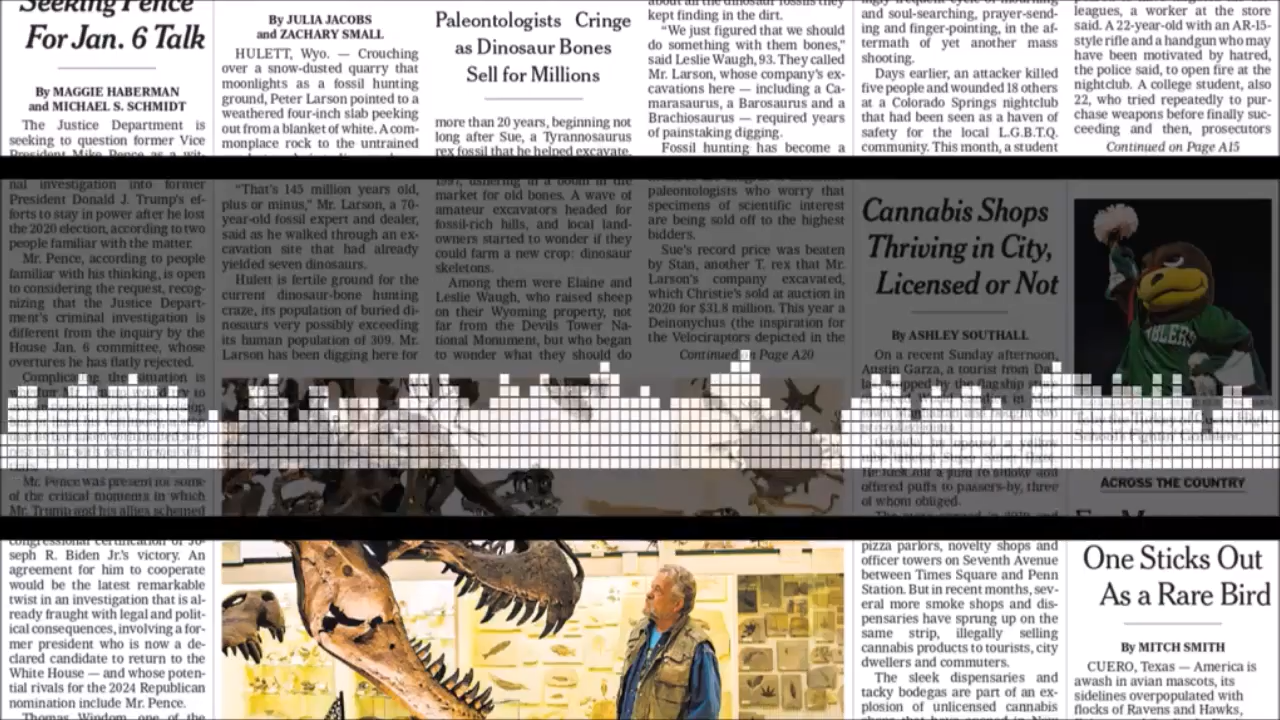 Seeking Pence
For Jan. 6 Talk
By MAGGIE HABERMAN
and MICHAEL S. SCHMIDT
The Justice Department is
seeking to question former Vice
President Mike Pence as a wit-
nal investigation into former
President Donald J. Trump's ef-
forts to stay in power after he lost
the 2020 election, according to two
people familiar with the matter.
Mr. Pence, according to people
familiar with his thinking, is open
to considering the request, recog-
nizing that the Justice Depart-
ment's criminal investigation is
different from the inquiry by the
House Jan. 6 committee, whose
overtures he has flatly rejected.
Complicating the situation is
Mr. Pence was present for some
of the critical moments in which
Mr. Trump and his allies schemed
congressional certification of Jo-
seph R. Biden Jr.'s victory. An
agreement for him to cooperate
would be the latest remarkable
twist in an investigation that is al-
ready fraught with legal and polit-
ical consequences, involving a for-
mer president who is now a de-
clared candidate to return to the
White House — and whose poten-
tial rivals for the 2024 Republican
nomination include Mr. Pence.
Thomas Windom, one of the
By JULIA JACOBS
and ZACHARY SMALL
HULETT, Wyo. — Crouching
over a snow-dusted quarry that
moonlights as a fossil hunting
ground, Peter Larson pointed to a
weathered four-inch slab peeking
out from a blanket of white. A com-
monplace rock to the untrained
"That's 145 million years old,
plus or minus," Mr. Larson, a 70-
year-old fossil expert and dealer,
said as he walked through an ex-
cavation site that had already
yielded seven dinosaurs.
Hulett is fertile ground for the
current dinosaur-bone hunting
craze, its population of buried di-
nosaurs very possibly exceeding
its human population of 309. Mr.
Larson has been digging here for
Paleontologists Cringe
as Dinosaur Bones
Sell for Millions
more than 20 years, beginning not
long after Sue, a Tyrannosaurus
rex fossil that he helped excavate,
1997, ushering in a boom in the
market for old bones. A wave of
amateur excavators headed for
fossil-rich hills, and local land-
owners started to wonder if they
could farm a new crop: dinosaur
skeletons.
Among them were Elaine and
Leslie Waugh, who raised sheep
on their Wyoming property, not
far from the Devils Tower Na-
tional Monument, but who began
to wonder what they should do
about all the dinosaur fossils they
kept finding in the dirt.
"We just figured that we should
do something with them bones,"
said Leslie Waugh, 93. They called
Mr. Larson, whose company's ex-
cavations here — including a Ca-
marasaurus, a Barosaurus and a
Brachiosaurus — required years
of painstaking digging.
Fossil hunting has become a
paleontologists who worry that
specimens of scientific interest
are being sold off to the highest
bidders.
Sue's record price was beaten
by Stan, another T. rex that Mr.
Larson's company excavated,
which Christie's sold at auction in
2020 for $31.8 million. This year a
Deinonychus (the inspiration for
the Velociraptors depicted in the
Continued on Page A20
ingly frequent cycle of mourning
and soul-searching, prayer-send-
ing and finger-pointing, in the af-
termath of yet another mass
shooting.
Days earlier, an attacker killed
five people and wounded 18 others
at a Colorado Springs nightclub
that had been seen as a haven of
safety for the local L.G.B.T.Q.
community. This month, a student
leagues, a worker at the store
said. A 22-year-old with an AR-15-
style rifle and a handgun who may
have been motivated by hatred,
the police said, to open fire at the
nightclub. A college student, also
22, who tried repeatedly to pur-
chase weapons before finally suc-
ceeding and then, prosecutors
Continued on Page A15
Cannabis Shops
Thriving in City,
Licensed or Not
By ASHLEY SOUTHALL
On a recent Sunday afternoon,
Austin Garza, a tourist from Dal-
offered puffs to passers-by, three
of whom obliged.
pizza parlors, novelty shops and
officer towers on Seventh Avenue
between Times Square and Penn
Station. But in recent months, sev-
eral more smoke shops and dis-
pensaries have sprung up on the
same strip, illegally selling
cannabis products to tourists, city
dwellers and commuters.
The sleek dispensaries and
tacky bodegas are part of an ex-
plosion of unlicensed cannabis
ACROSS THE COUNTRY
One Sticks Out
As a Rare Bird
By MITCH SMITH
CUERO, Texas — America is
awash in avian mascots, its
sidelines overpopulated with
flocks of Ravens and Hawks,